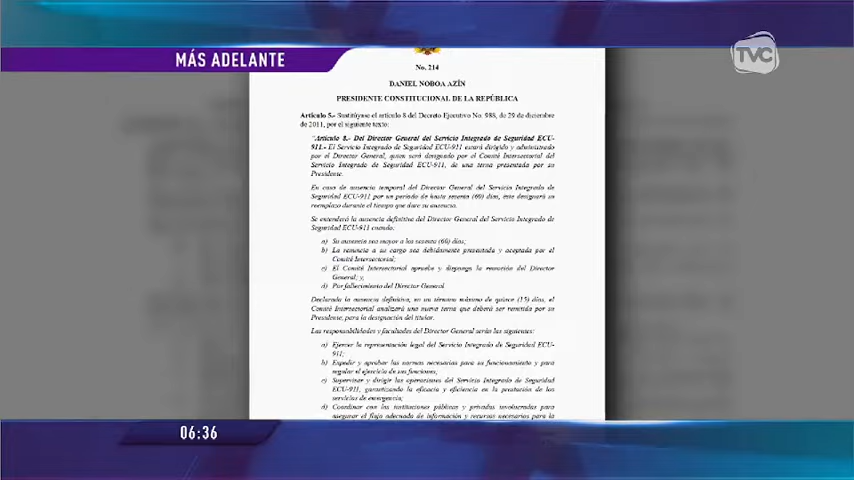 MÁS ADELANTE
TVC
No. 214
DANIEL NOBOA AZÍN
PRESIDENTE CONSTITUCIONAL DE LA REPÚBLICA
Artículo 5.- Sustitúyase el artículo 8 del Decreto Ejecutivo No. 988, de 29 de diciembre
de 2011, por el siguiente texto:
"Artículo 8.- Del Director General del Servicio Integrado de Seguridad ECU-
911.- El Servicio Integrado de Seguridad ECU-911 estará dirigido y administrado
por el Director General, quien será designado por el Comité Intersectorial del
Servicio Integrado de Seguridad ECU-911, de una terna presentada por su
Presidente.
En caso de ausencia temporal del Director General del Servicio Integrado de
Seguridad ECU-911 por un período de hasta sesenta (60) días, éste designará su
reemplazo durante el tiempo que dure su ausencia.
Se entenderá la ausencia definitiva del Director General del Servicio Integrado de
Seguridad ECU-911 cuando:
a) Su ausencia sea mayor a los sesenta (60) días;
b) La renuncia a su cargo sea debidamente presentada y aceptada por el
Comité Intersectorial;
c) El Comité Intersectorial apruebe y disponga la remoción del Director
General; y,
d) Por fallecimiento del Director General
Declarada la ausencia definitiva, en un término máximo de quince (15) días, el
Comité Intersectorial analizará una nueva terna que deberá ser remitida por su
Presidente, para la designación del titular.
Las responsabilidades y facultades del Director General serán las siguientes:
a) Ejercer la representación legal del Servicio Integrado de Seguridad ECU-
911;
b) Expedir y aprobar las normas necesarias para su funcionamiento y para
regular el ejercicio de sus funciones;
c) Supervisar y dirigir las operaciones del Servicio Integrado de Seguridad
ECU-911, garantizando la eficacia y eficiencia en la prestación de los
servicios de emergencia;
d) Coordinar con las instituciones públicas y privadas involucradas para
asegurar el flujo adecuado de información y recursos necesarios para la
06:36